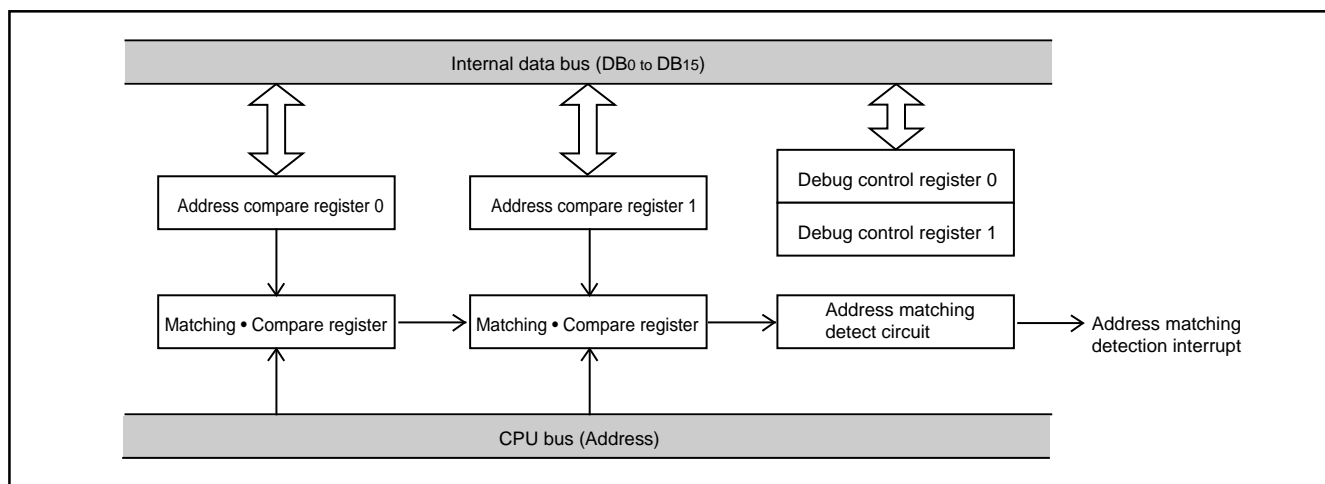 Internal data bus (DB0 to DB15)
Address compare register 0
Address compare register 1
Debug control register 0
Debug control register 1
Matching • Compare register
Matching • Compare register
Address matching
detect circuit
Address matching
detection interrupt
CPU bus (Address)